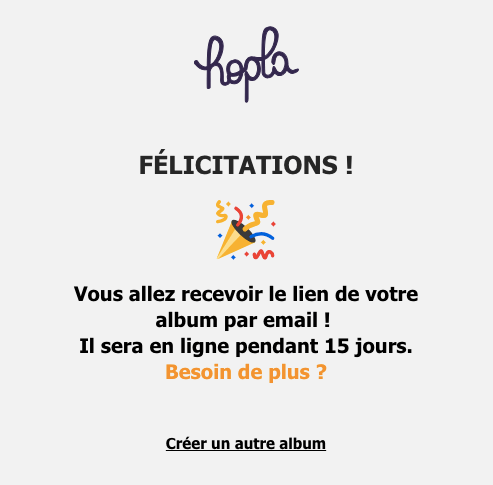 hopla
FÉLICITATIONS !
Vous allez recevoir le lien de votre
album par email !
Il sera en ligne pendant 15 jours.
Besoin de plus ?
Créer un autre album